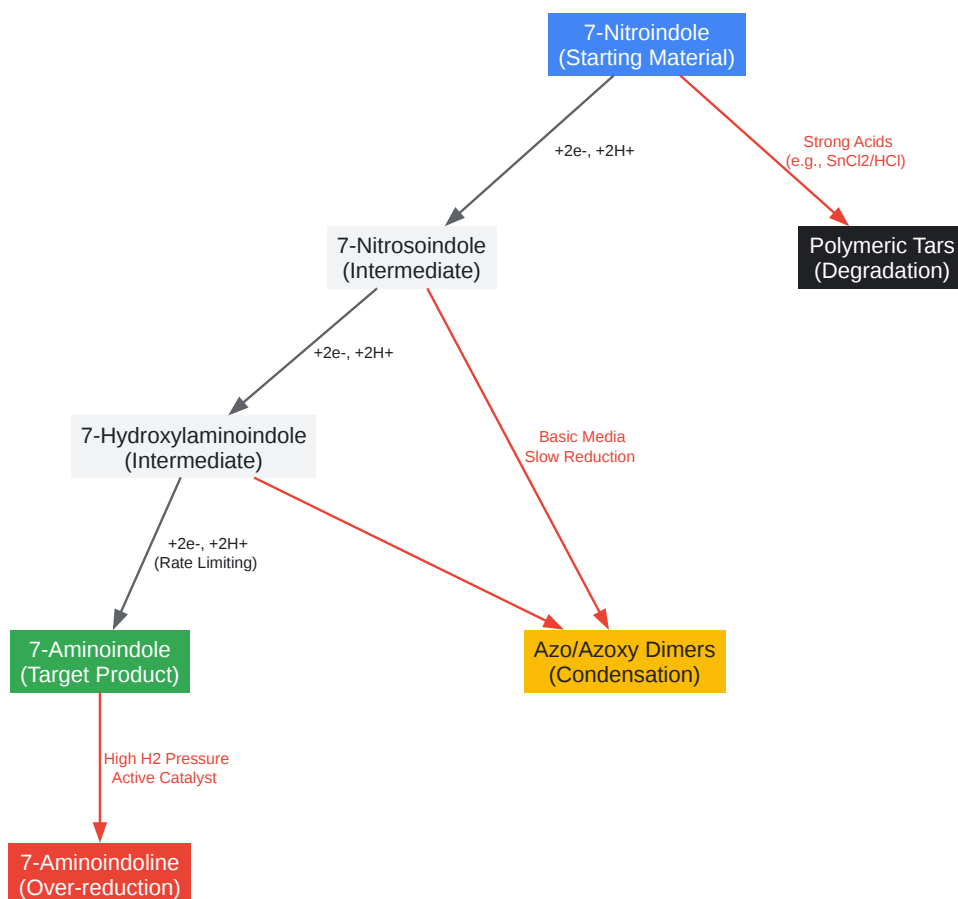 7-Nitroindole
(Starting Material)
Strong Acids
(e.g., SnCl2/HCl)
+2e-, +2H+
7-Nitrosoindole
(Intermediate)
Polymeric Tars
(Degradation)
+2e-, +2H+
7-Hydroxylaminoindole
(Intermediate)
Basic Media
Slow Reduction
+2e-, +2H+
(Rate Limiting)
7-Aminoindole
(Target Product)
Azo/Azoxy Dimers
(Condensation)
High H2 Pressure
Active Catalyst
7-Aminoindoline
(Over-reduction)